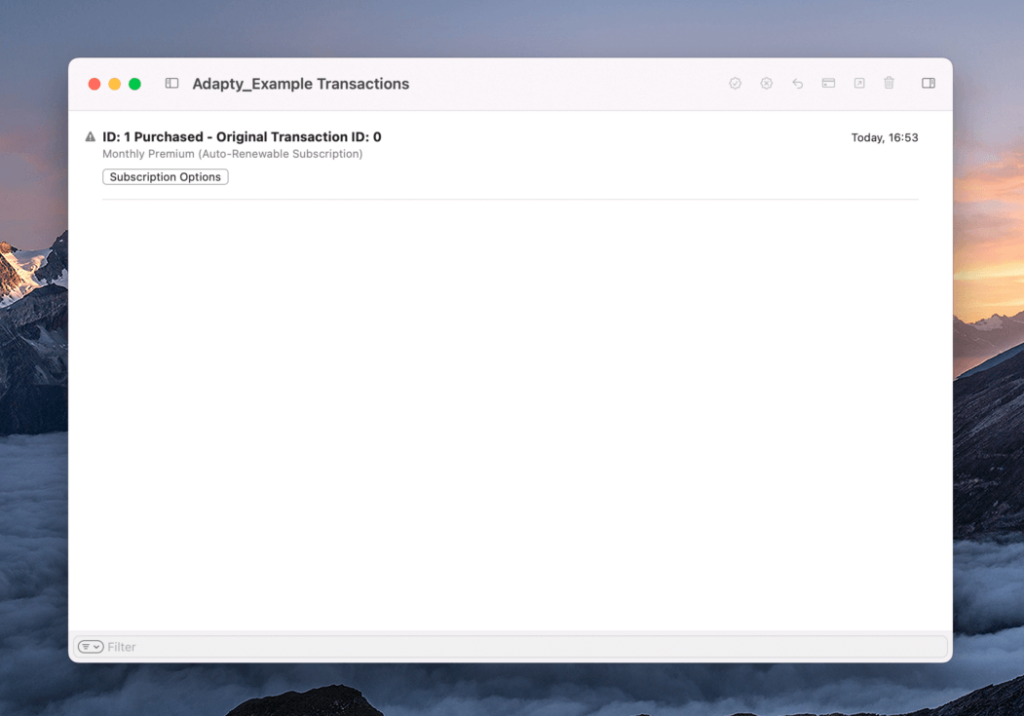 Adapty_Example Transactions
ID: 1 Purchased - Original Transaction ID: 0
Today, 16:53
Monthly Premium (Auto-Renewable Subscription)
Subscription Options
Filter